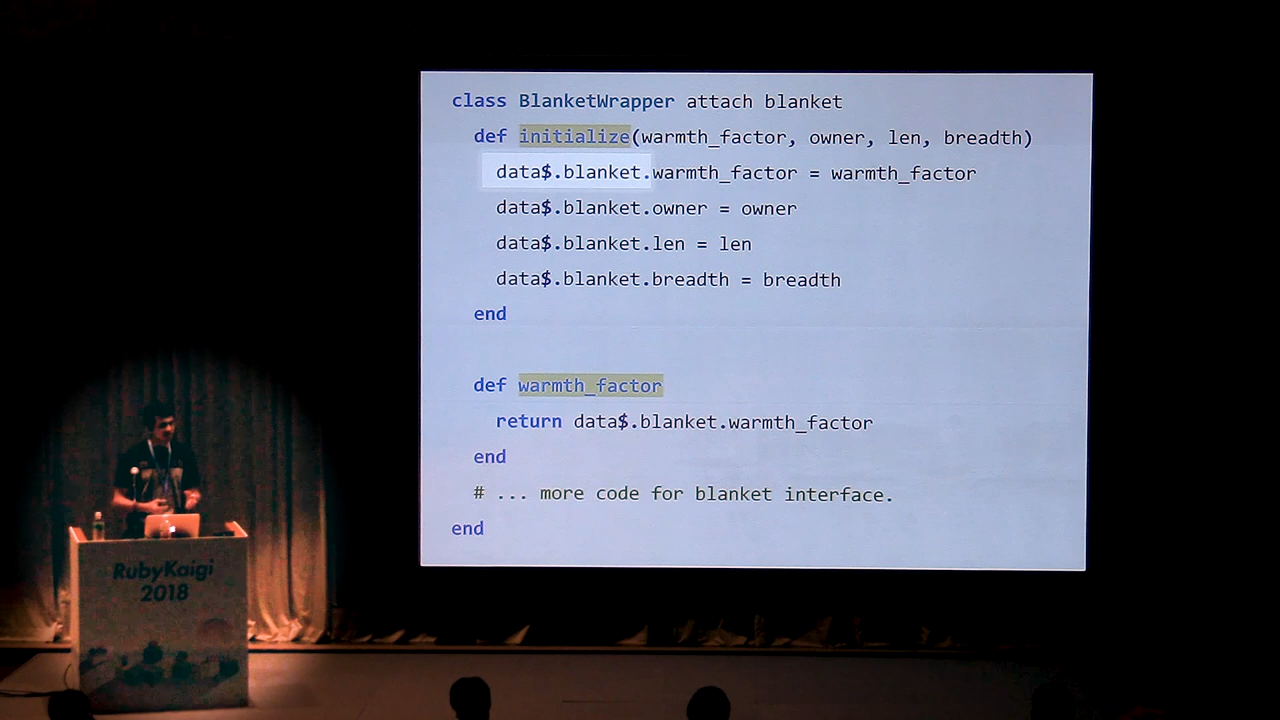 class BlanketWrapper attach blanket
def initialize(warmth_factor, owner, len, breadth)
data$.blanket.warmth_factor = warmth_factor
data$.blanket.owner = owner
data$.blanket.len = len
data$.blanket.breadth = breadth
end
def warmth_factor
return data$.blanket.warmth_factor
end
# ... more code for blanket interface.
end
RubyKaigi
2018